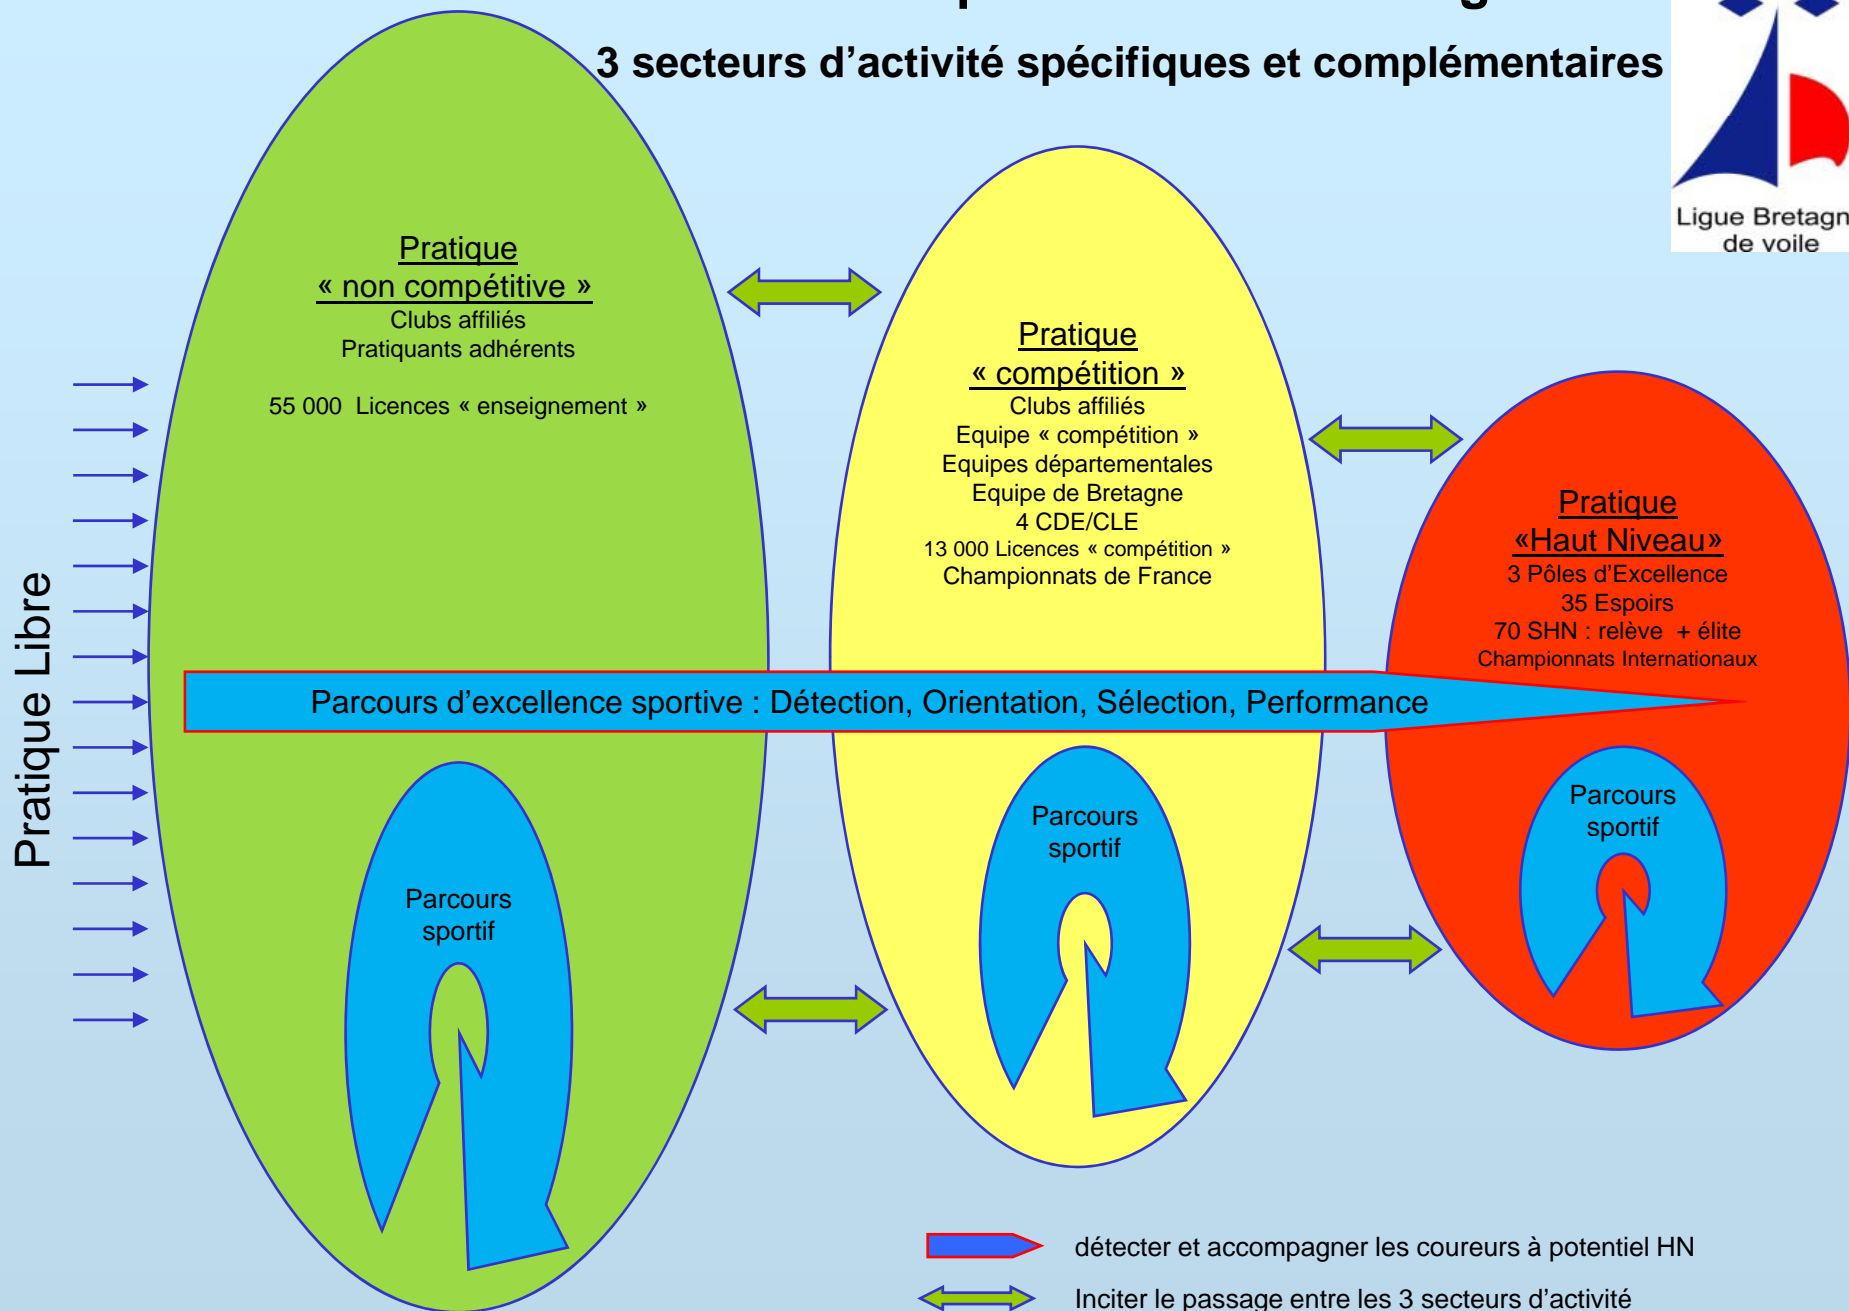 3 secteurs d’activité spécifiques et complémentaires
Ligue Bretagn
de voile
Pratique
« non compétitive »
Clubs affiliés
Pratiquants adhérents
55 000 Licences « enseignement »
Pratique
« compétition »
Clubs affiliés
Equipe « compétition »
Equipes départementales
Equipe de Bretagne
4 CDE/CLE
13 000 Licences « compétition »
Championnats de France
Pratique
«Haut Niveau»
3 Pôles d’Excellence
35 Espoirs
70 SHN : relève + élite
Championnats Internationaux
Pratique Libre
Parcours d’excellence sportive : Détection, Orientation, Sélection, Performance
Parcours
sportif
Parcours
sportif
Parcours
sportif
détecter et accompagner les coureurs à potentiel HN
Inciter le passage entre les 3 secteurs d’activité